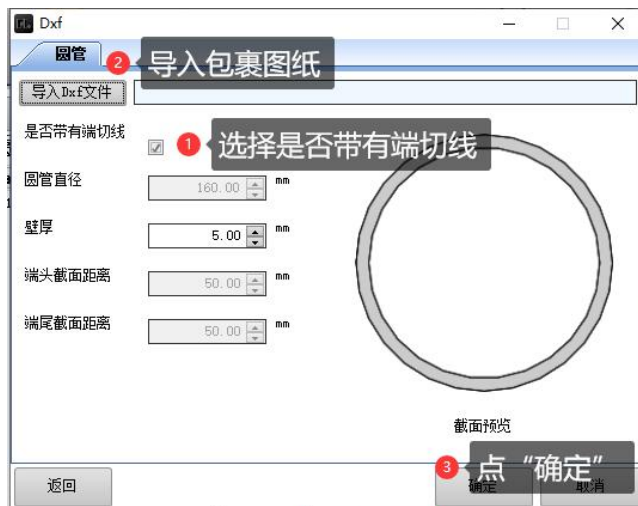 Dxf
圆管
2 导入包裹图纸
导入Dxf文件
是否带有端切线
1 选择是否带有端切线
圆管直径 160.00 mm
壁厚 5.00 mm
端头截面距离 50.00 mm
端尾截面距离 50.00 mm
截面预览
3 点“确定”
返回 确定 取消